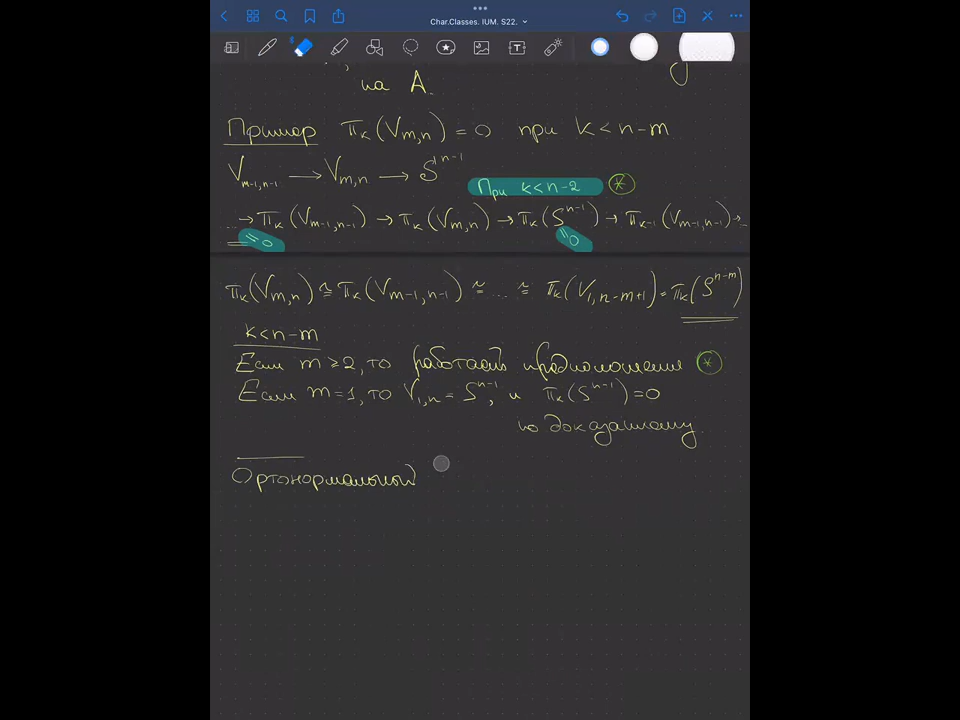 Char.Classes. IUM. S22.
на A.
Пример π_k(V_{m,n}) = 0 при k < n-m
V_{m-1,n-1} → V_{m,n} → S^{n-1}
При k < n-2 (*)
... → π_k(V_{m-1,n-1}) → π_k(V_{m,n}) → π_k(S^{n-1}) → π_{k-1}(V_{m-1,n-1}) → ...
=0 =0
π_k(V_{m,n}) ≅ π_k(V_{m-1,n-1}) ≅ ... ≅ π_k(V_{1,n-m+1}) = π_k(S^{n-m})
k < n-m
Если m ≥ 2, то работает предположение (*)
Если m = 1, то V_{1,n} = S^{n-1}, и π_k(S^{n-1}) = 0
по доказанному
Ортонормальный